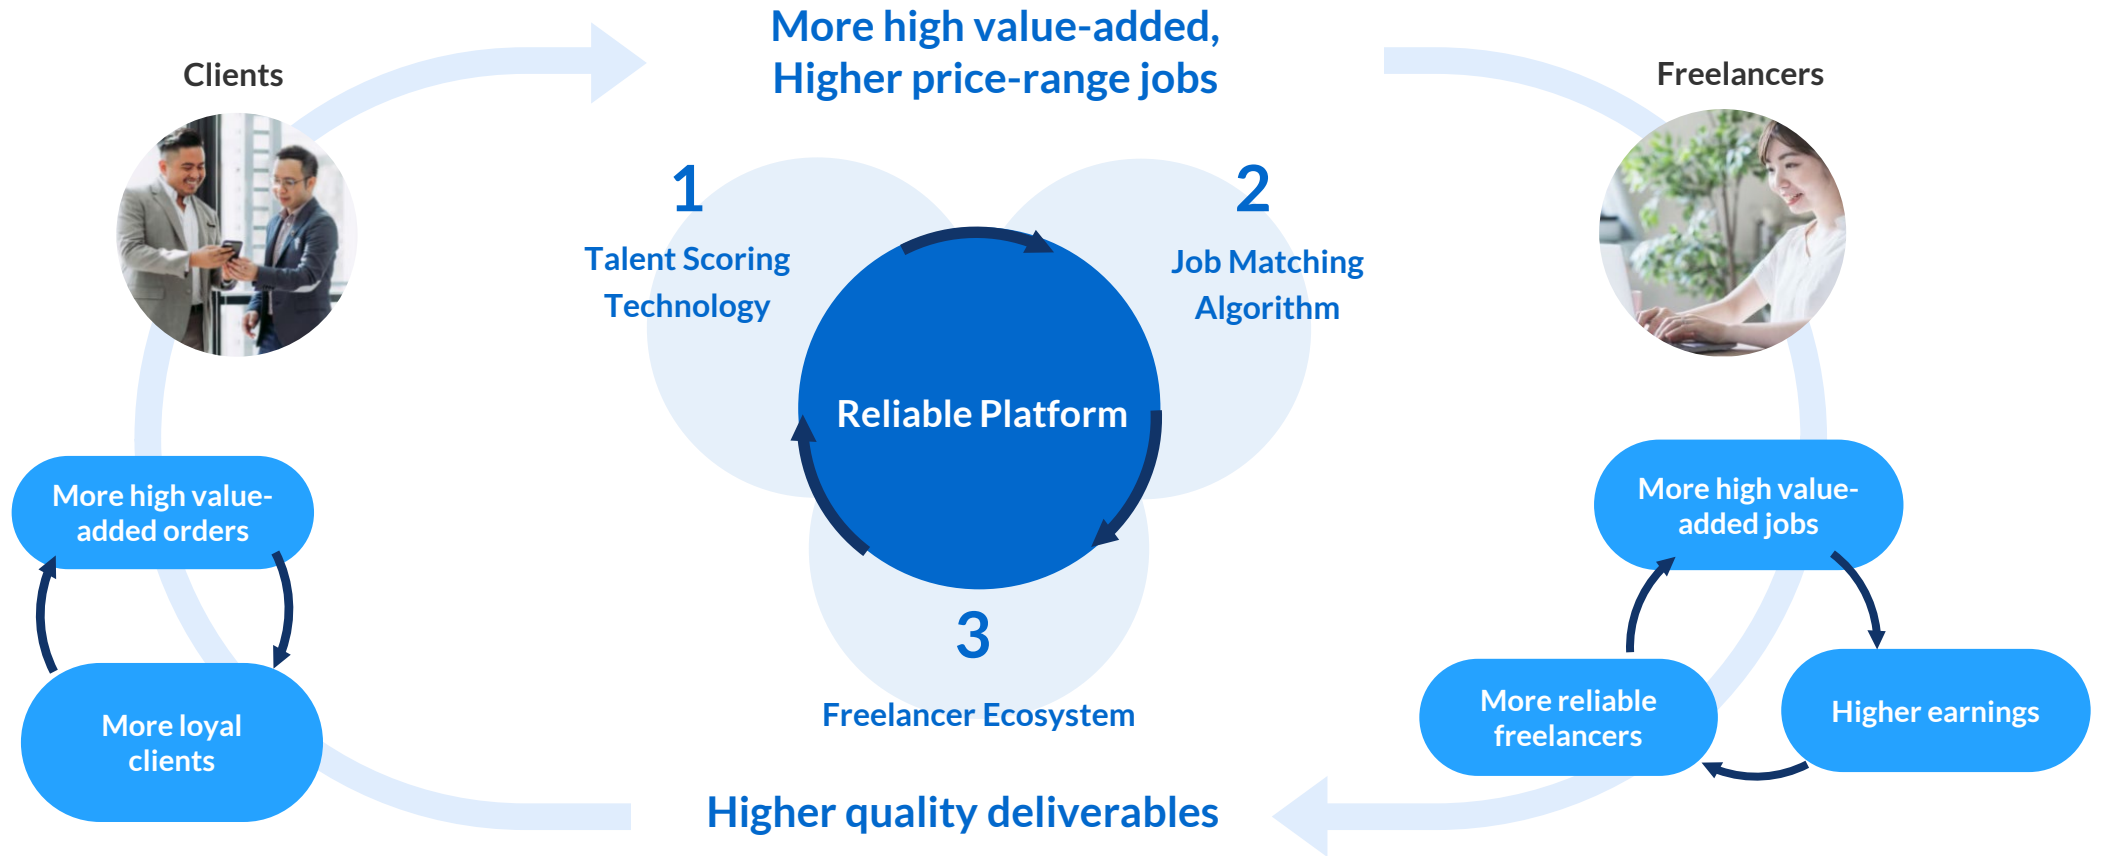 More high value-added,
Higher price-range jobs
Clients
Freelancers
1
Talent Scoring
Technology
2
Job Matching
Algorithm
Reliable Platform
3
Freelancer Ecosystem
More high value-
added orders
More loyal
clients
More high value-
added jobs
Higher earnings
More reliable
freelancers
Higher quality deliverables